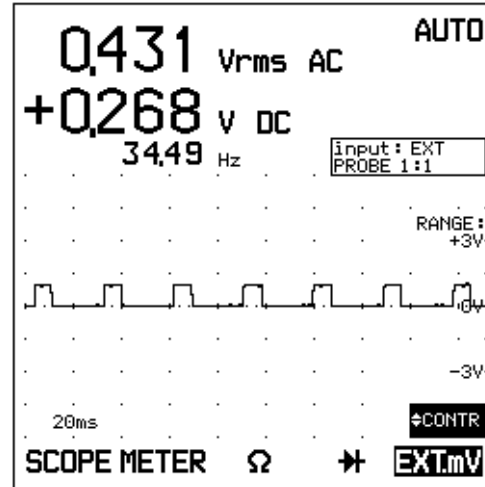 AUTO
0,431 Vrms AC
+0,268 V DC
34,49 Hz
input: EXT
PROBE 1:1
RANGE:
+3V
0V
-3V
20ms
CONTR
SCOPE METER Ω EXT.mV